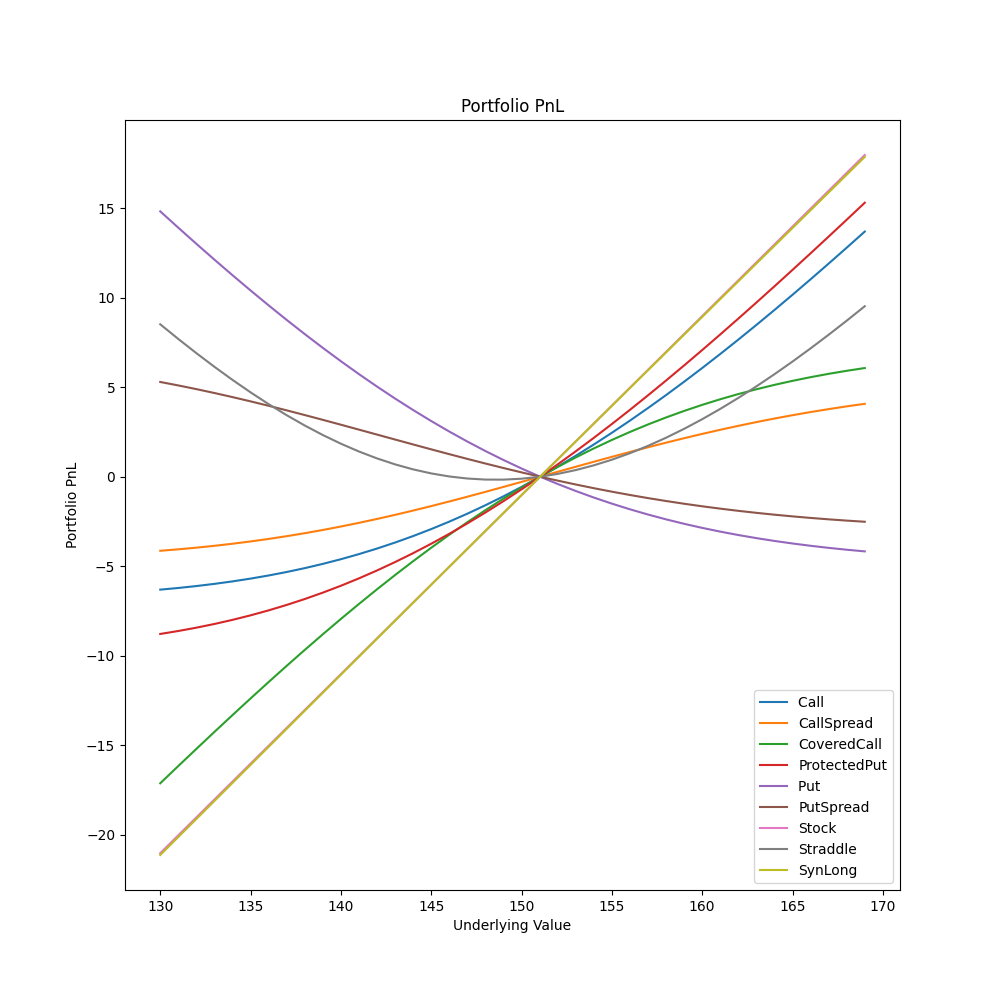 Portfolio PnL
Portfolio PnL
15
10
5
0
−5
−10
−15
−20
130 135 140 145 150 155 160 165 170
Underlying Value
Call
CallSpread
CoveredCall
ProtectedPut
Put
PutSpread
Stock
Straddle
SynLong